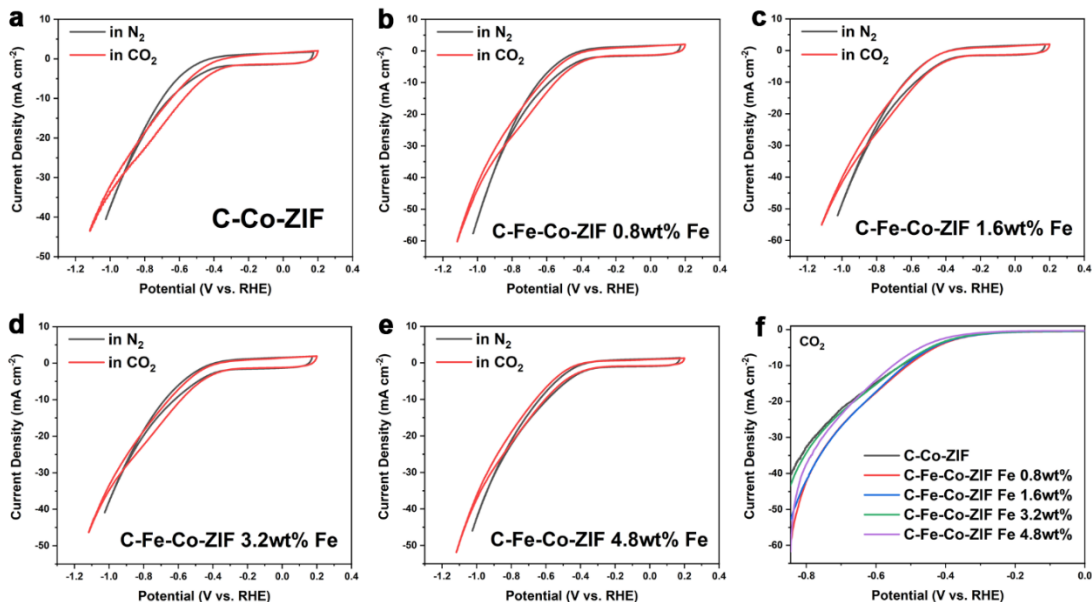 a
in N₂
in CO₂
C-Co-ZIF
Current Density (mA cm⁻²)
10
0
-10
-20
-30
-40
-50
-1.2 -1.0 -0.8 -0.6 -0.4 -0.2 0.0 0.2 0.4
Potential (V vs. RHE)
b
in N₂
in CO₂
C-Fe-Co-ZIF 0.8wt% Fe
Current Density (mA cm⁻²)
10
0
-10
-20
-30
-40
-50
-60
-1.2 -1.0 -0.8 -0.6 -0.4 -0.2 0.0 0.2 0.4
Potential (V vs. RHE)
c
in N₂
in CO₂
C-Fe-Co-ZIF 1.6wt% Fe
Current Density (mA cm⁻²)
10
0
-10
-20
-30
-40
-50
-60
-1.2 -1.0 -0.8 -0.6 -0.4 -0.2 0.0 0.2 0.4
Potential (V vs. RHE)
d
in N₂
in CO₂
C-Fe-Co-ZIF 3.2wt% Fe
Current Density (mA cm⁻²)
10
0
-10
-20
-30
-40
-50
-1.2 -1.0 -0.8 -0.6 -0.4 -0.2 0.0 0.2 0.4
Potential (V vs. RHE)
e
in N₂
in CO₂
C-Fe-Co-ZIF 4.8wt% Fe
Current Density (mA cm⁻²)
10
0
-10
-20
-30
-40
-50
-1.2 -1.0 -0.8 -0.6 -0.4 -0.2 0.0 0.2 0.4
Potential (V vs. RHE)
f
CO₂
C-Co-ZIF
C-Fe-Co-ZIF Fe 0.8wt%
C-Fe-Co-ZIF Fe 1.6wt%
C-Fe-Co-ZIF Fe 3.2wt%
C-Fe-Co-ZIF Fe 4.8wt%
Current Density (mA cm⁻²)
0
-10
-20
-30
-40
-50
-60
-0.8 -0.6 -0.4 -0.2 0.0
Potential (V vs. RHE)